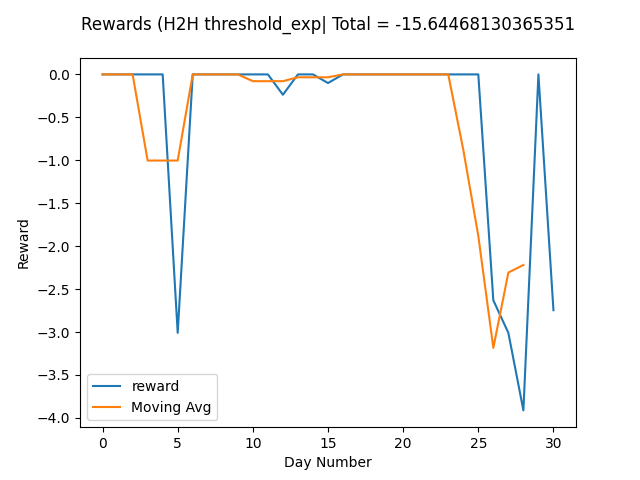 Rewards (H2H threshold_exp| Total = -15.64468130365351
0.0
−0.5
−1.0
−1.5
−2.0
−2.5
−3.0
−3.5
−4.0
Reward
reward
Moving Avg
0 5 10 15 20 25 30
Day Number